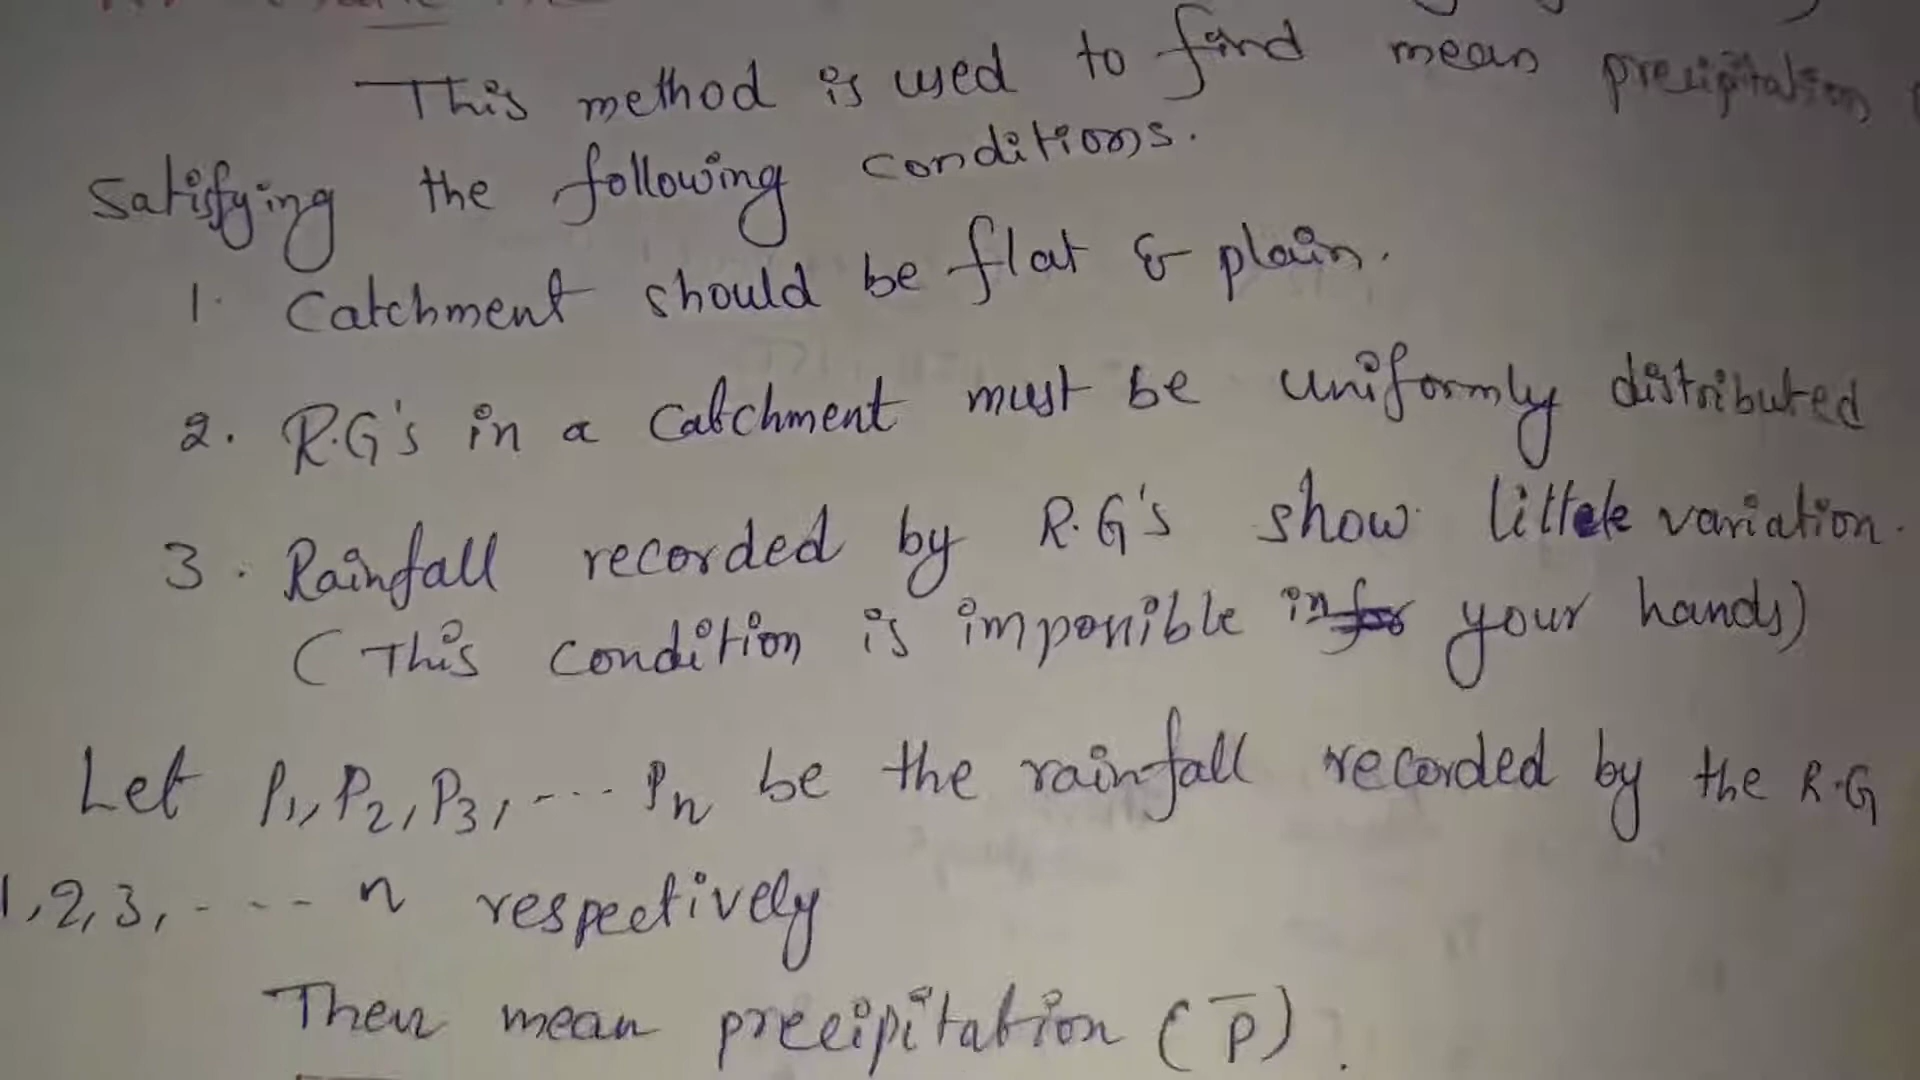 This method is used to find mean precipitation
Satisfying the following conditions.
1. Catchment should be flat & plain.
2. R.G's in a Catchment must be uniformly distributed
3. Rainfall recorded by R.G's show little variation.
(This condition is impossible in your hands)
Let P1, P2, P3, ---- Pn be the rainfall recorded by the R.G
1, 2, 3, ---- n respectively
Then mean precipitation (P̅).